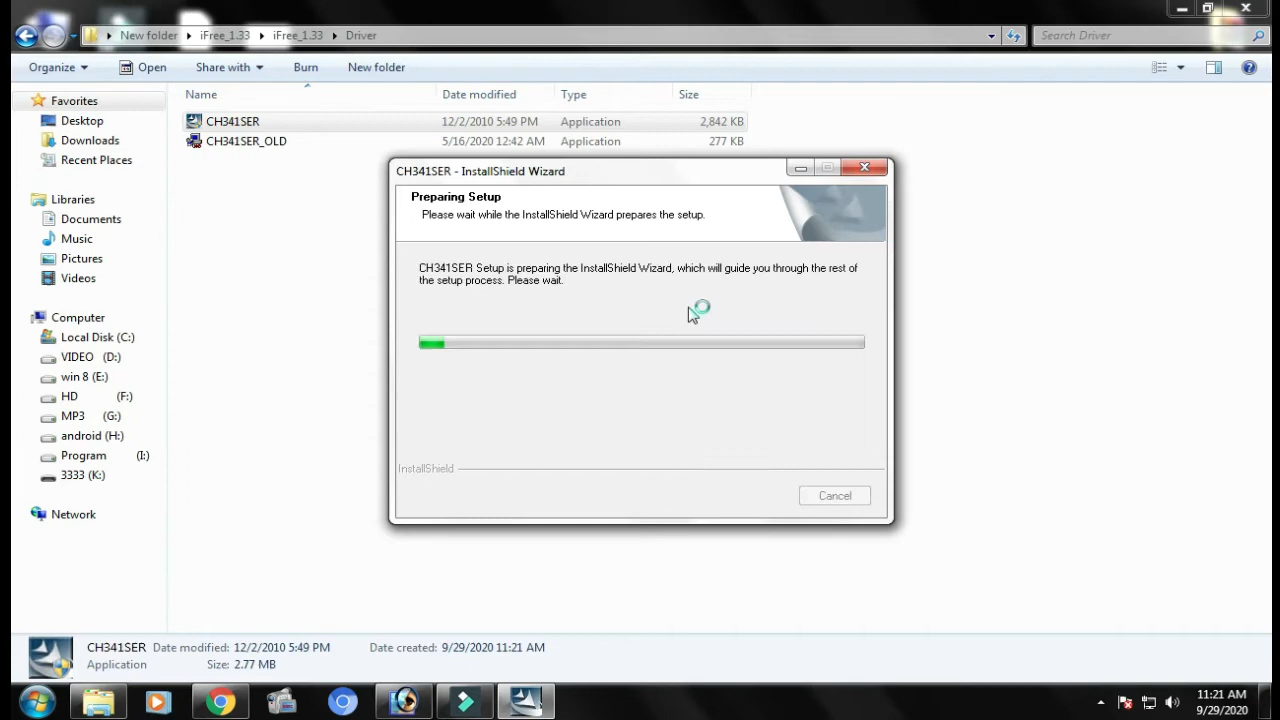 New folder
iFree_1.33
iFree_1.33
Driver
Search Driver
Organize
Open
Share with
Burn
New folder
Name
Date modified
Type
Size
Favorites
Desktop
Downloads
Recent Places
Libraries
Documents
Music
Pictures
Videos
Computer
Local Disk (C:)
VIDEO (D:)
win 8 (E:)
HD (F:)
MP3 (G:)
android (H:)
Program (I:)
3333 (K:)
Network
CH341SER 12/2/2010 5:49 PM Application 2,842 KB
CH341SER_OLD 5/16/2020 12:42 AM Application 277 KB
CH341SER - InstallShield Wizard
Preparing Setup
Please wait while the InstallShield Wizard prepares the setup.
CH341SER Setup is preparing the InstallShield Wizard, which will guide you through the rest of
the setup process. Please wait.
InstallShield
Cancel
CH341SER Date modified: 12/2/2010 5:49 PM Date created: 9/29/2020 11:21 AM
Application Size: 2.77 MB
11:21 AM
9/29/2020